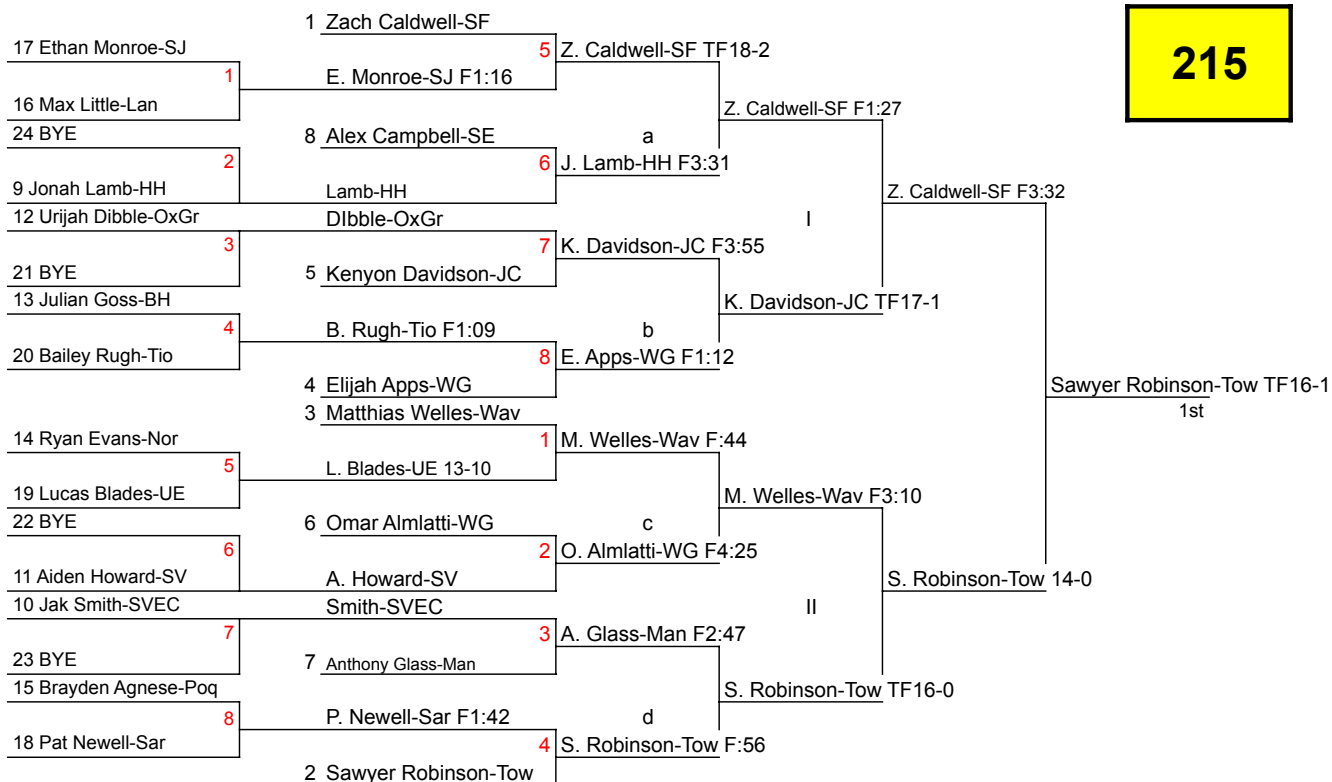 215
17 Ethan Monroe-SJ
1
16 Max Little-Lan
24 BYE
2
9 Jonah Lamb-HH
12 Urijah Dibble-OxGr
3
21 BYE
13 Julian Goss-BH
4
20 Bailey Rugh-Tio
14 Ryan Evans-Nor
5
19 Lucas Blades-UE
22 BYE
6
11 Aiden Howard-SV
10 Jak Smith-SVEC
7
23 BYE
15 Brayden Agnese-Poq
8
18 Pat Newell-Sar
1 Zach Caldwell-SF
5
E. Monroe-SJ F1:16
8 Alex Campbell-SE
6
Lamb-HH
DIbble-OxGr
7
5 Kenyon Davidson-JC
B. Rugh-Tio F1:09
8
4 Elijah Apps-WG
3 Matthias Welles-Wav
1
L. Blades-UE 13-10
6 Omar Almlatti-WG
2
A. Howard-SV
Smith-SVEC
3
7 Anthony Glass-Man
P. Newell-Sar F1:42
4
2 Sawyer Robinson-Tow
Z. Caldwell-SF TF18-2
a
J. Lamb-HH F3:31
K. Davidson-JC F3:55
b
E. Apps-WG F1:12
M. Welles-Wav F:44
c
O. Almlatti-WG F4:25
A. Glass-Man F2:47
d
S. Robinson-Tow F:56
Z. Caldwell-SF F1:27
I
K. Davidson-JC TF17-1
M. Welles-Wav F3:10
II
S. Robinson-Tow TF16-0
Z. Caldwell-SF F3:32
S. Robinson-Tow 14-0
Sawyer Robinson-Tow TF16-1
1st